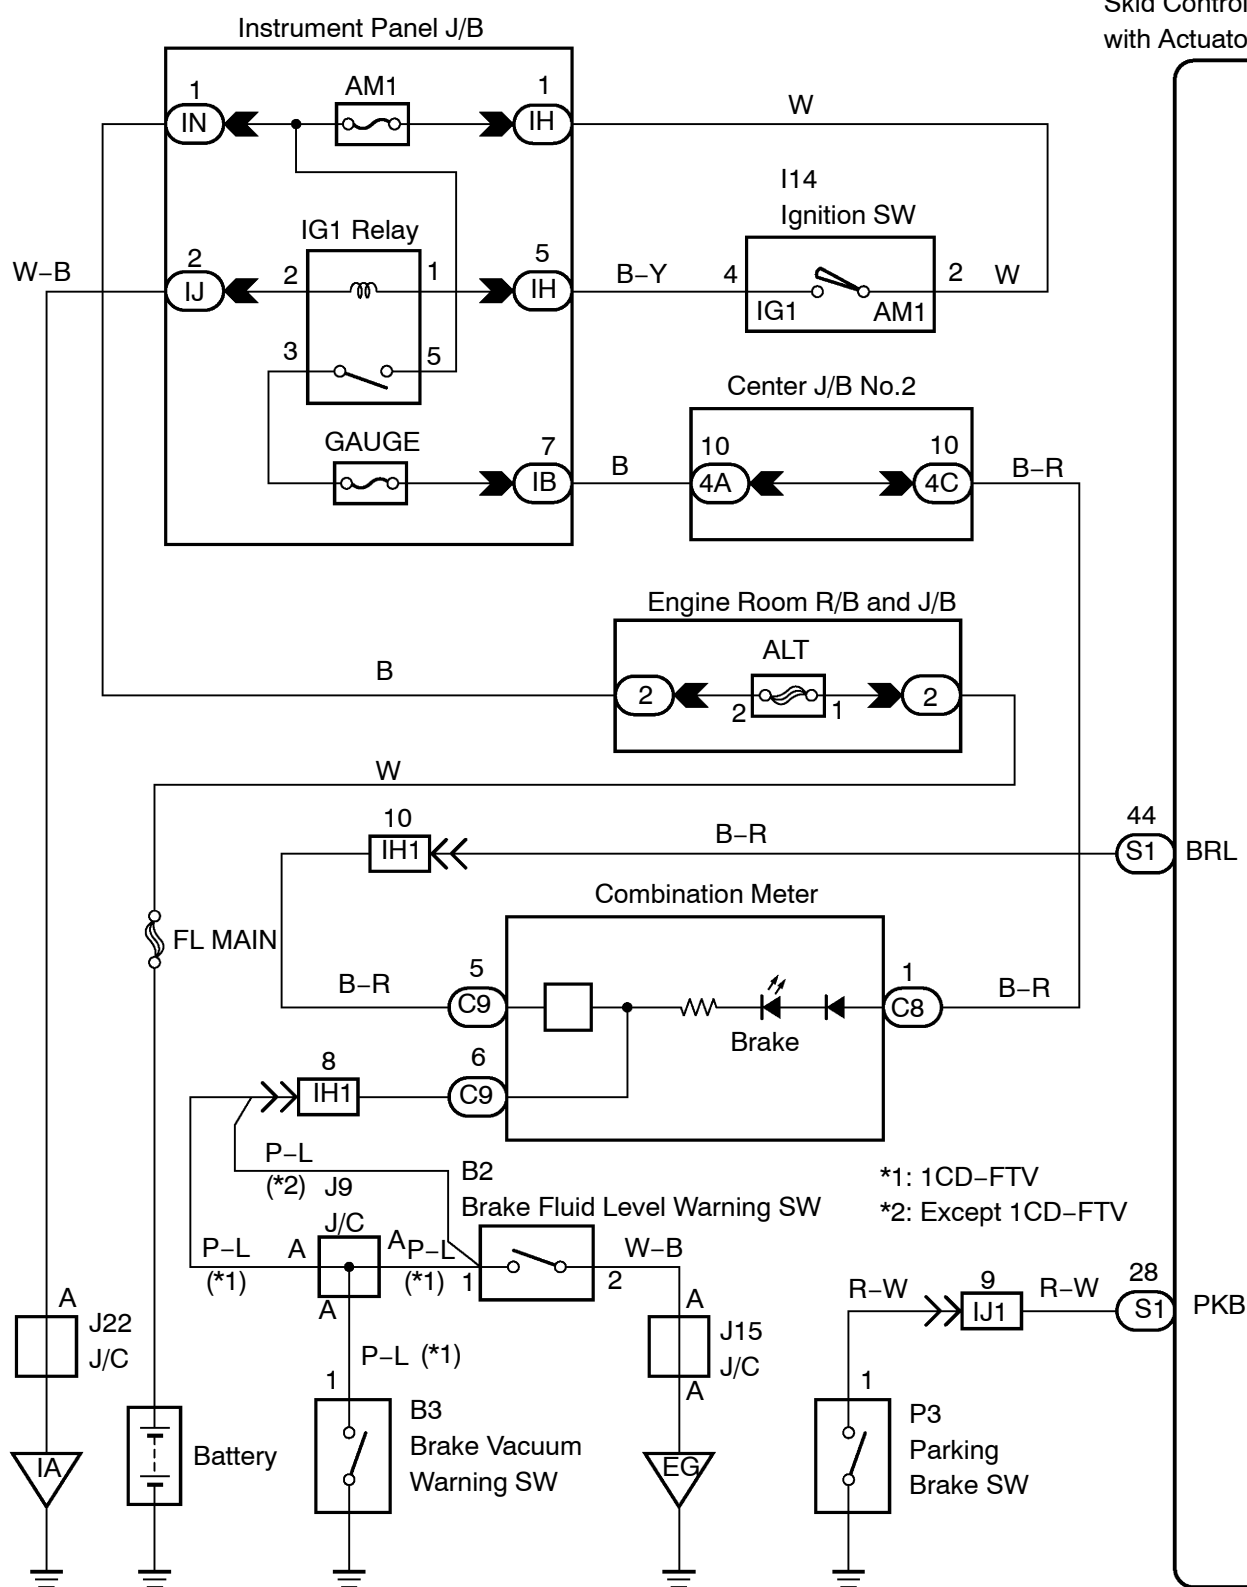 Skid Control
with Actuato
Instrument Panel J/B
1
AM1
1
IN
IH
W
I14
Ignition SW
IG1 Relay
W–B
2
2
1
5
B–Y
4
2
W
IJ
IH
IG1
AM1
3
5
Center J/B No.2
GAUGE
7
10
10
B
B–R
IB
4A
4C
Engine Room R/B and J/B
ALT
B
2
2
2
1
W
10
B–R
44
IH1
S1
BRL
Combination Meter
FL MAIN
5
1
B–R
C9
C8
B–R
Brake
8
6
IH1
C9
P–L
(*2)
B2
Brake Fluid Level Warning SW
*1: 1CD–FTV
*2: Except 1CD–FTV
J9
J/C
P–L
(*1)
A
A
P–L
(*1)
1
2
W–B
A
R–W
9
R–W
28
IJ1
S1
PKB
A
J22
J/C
A
J15
J/C
A
P–L (*1)
1
B3
Brake Vacuum
Warning SW
1
P3
Parking
Brake SW
IA
Battery
EG